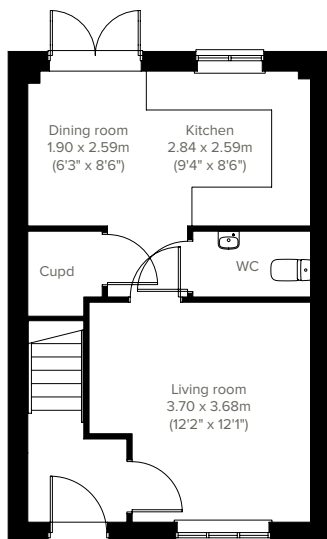 Dining room
1.90 x 2.59m
(6'3" x 8'6")
Kitchen
2.84 x 2.59m
(9'4" x 8'6")
Cupd
WC
Living room
3.70 x 3.68m
(12'2" x 12'1")